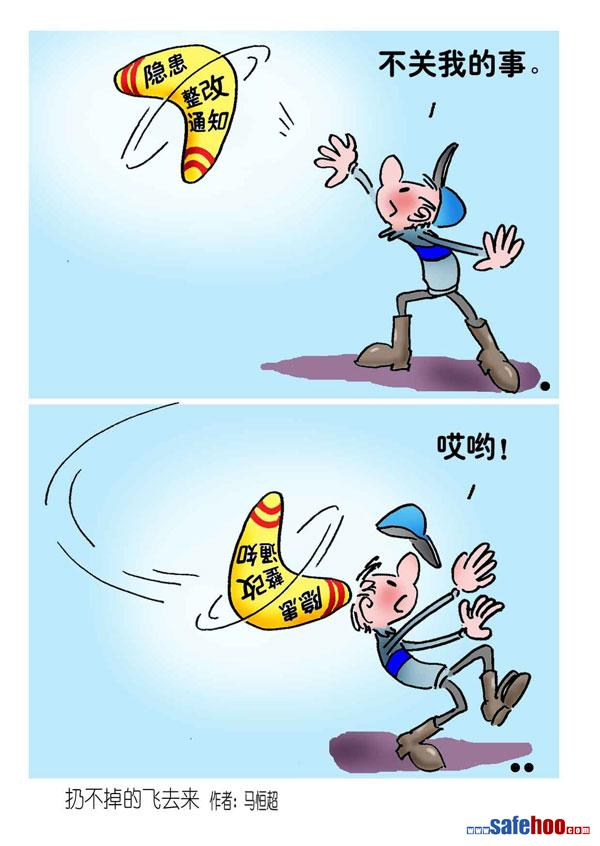 不关我的事。
隐患
整改
通知
哎哟!
通知
整改
隐患
扔不掉的飞去来 作者:马恒超
www.safehoo.com